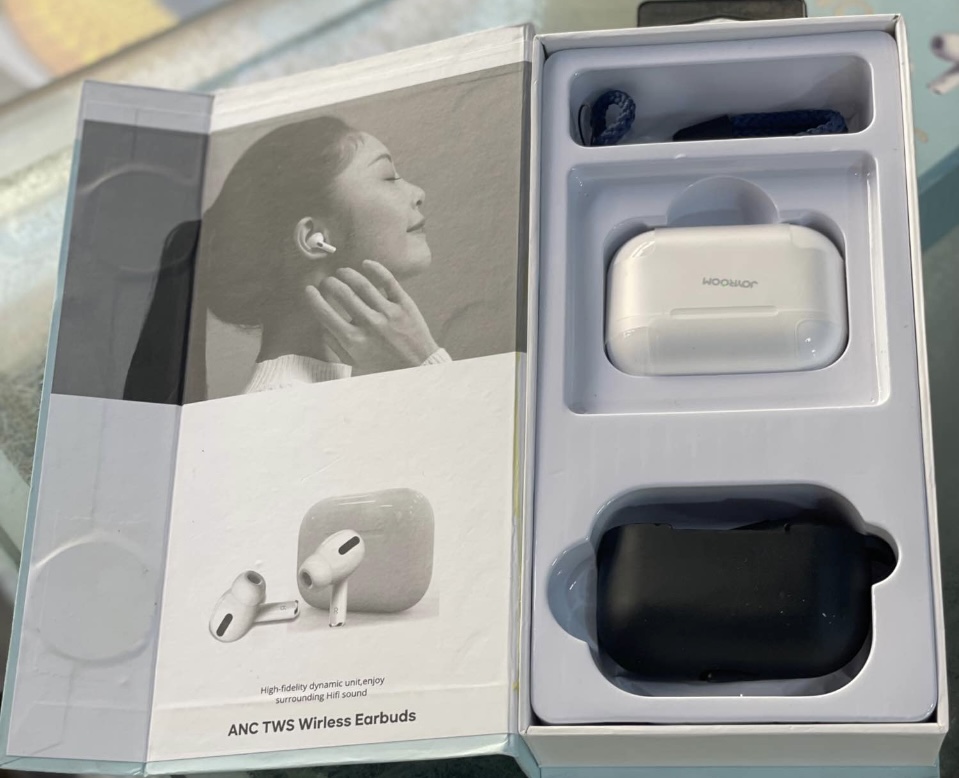 JOYROOM
High-fidelity dynamic unit,enjoy
surrounding Hifi sound
ANC TWS Wirless Earbuds